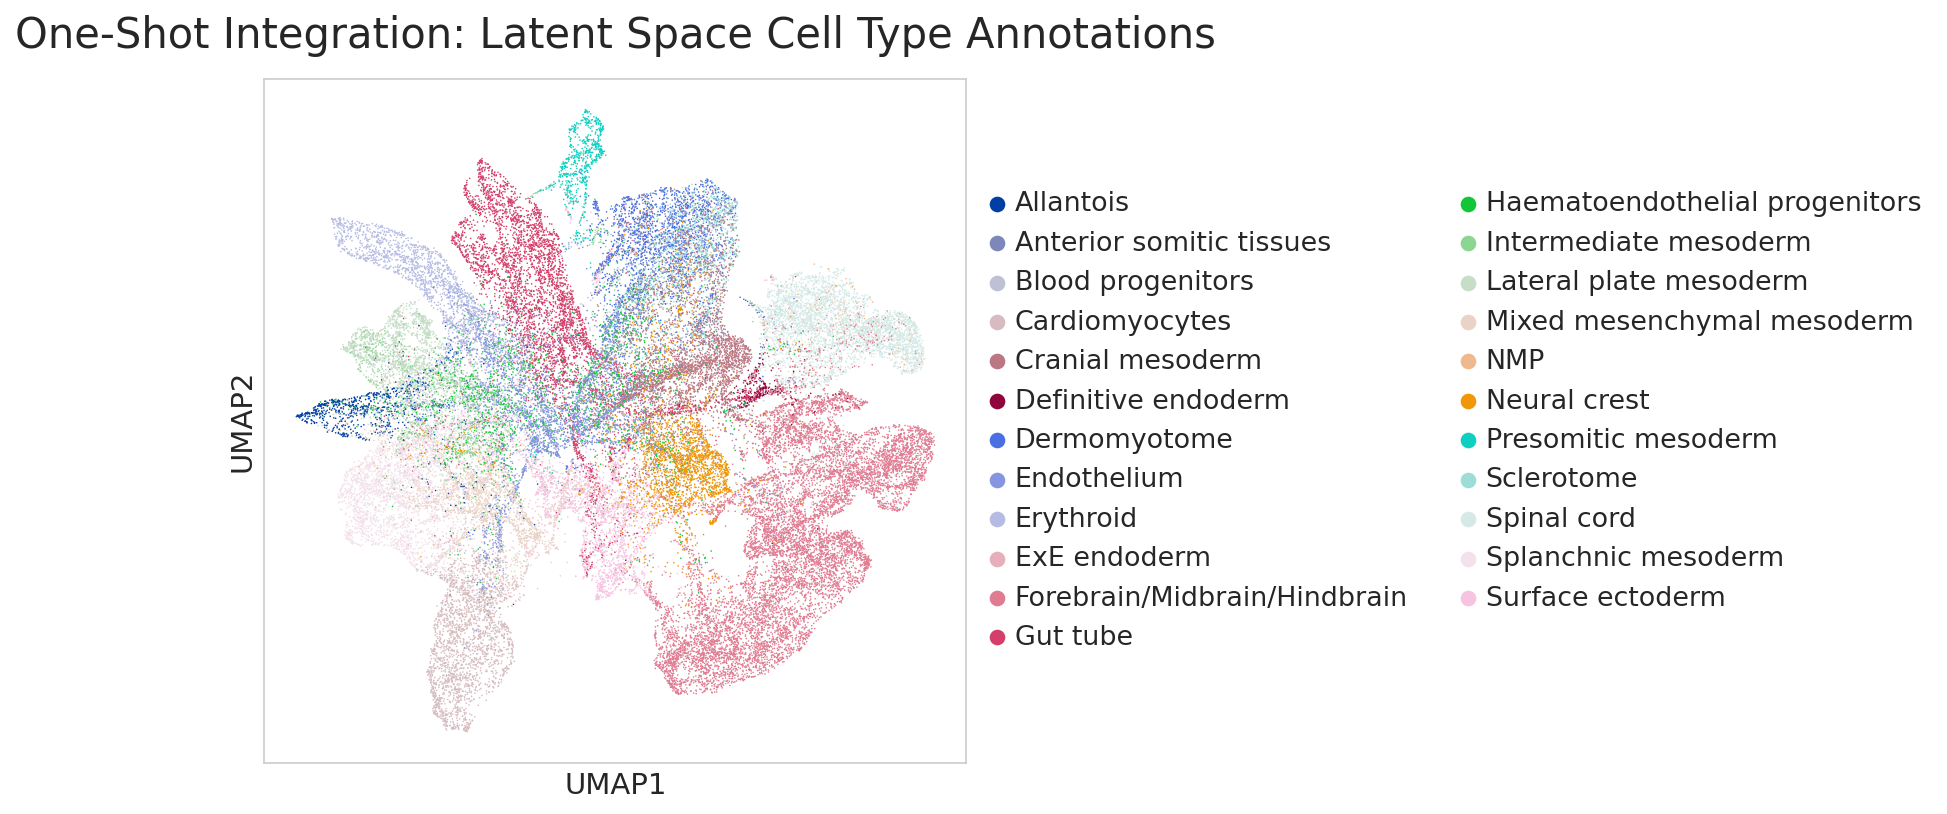 One-Shot Integration: Latent Space Cell Type Annotations
UMAP2
UMAP1
Allantois
Anterior somitic tissues
Blood progenitors
Cardiomyocytes
Cranial mesoderm
Definitive endoderm
Dermomyotome
Endothelium
Erythroid
ExE endoderm
Forebrain/Midbrain/Hindbrain
Gut tube
Haematoendothelial progenitors
Intermediate mesoderm
Lateral plate mesoderm
Mixed mesenchymal mesoderm
NMP
Neural crest
Presomitic mesoderm
Sclerotome
Spinal cord
Splanchnic mesoderm
Surface ectoderm